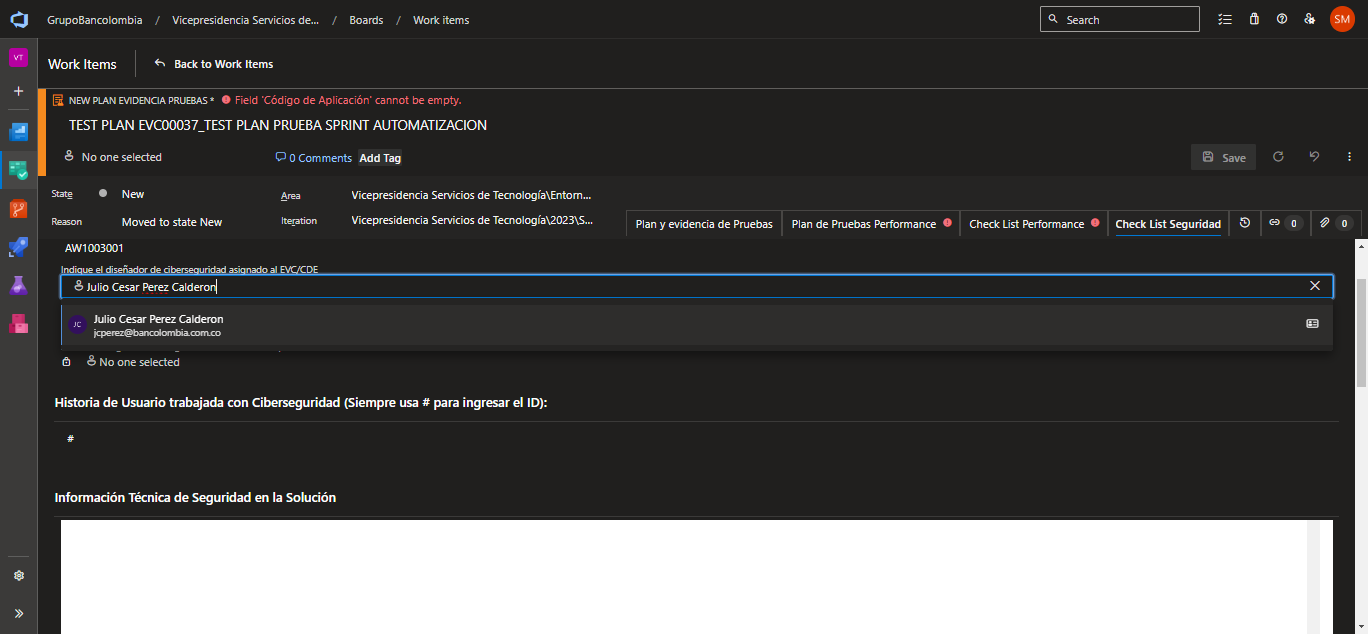 GrupoBancolombia / Vicepresidencia Servicios de... / Boards / Work items
Search
SM
VT
Work Items
Back to Work Items
NEW PLAN EVIDENCIA PRUEBAS * Field 'Código de Aplicación' cannot be empty.
TEST PLAN EVC00037_TEST PLAN PRUEBA SPRINT AUTOMATIZACION
No one selected
0 Comments
Add Tag
Save
State
New
Area
Vicepresidencia Servicios de Tecnología\Entorn...
Reason
Moved to state New
Iteration
Vicepresidencia Servicios de Tecnología\2023\S...
Plan y evidencia de Pruebas
Plan de Pruebas Performance
Check List Performance
Check List Seguridad
0
0
AW1003001
Indique el diseñador de ciberseguridad asignado al EVC/CDE
Julio Cesar Perez Calderon
JC
Julio Cesar Perez Calderon
jcperez@bancolombia.com.co
No one selected
Historia de Usuario trabajada con Ciberseguridad (Siempre usa # para ingresar el ID):
#
Información Técnica de Seguridad en la Solución